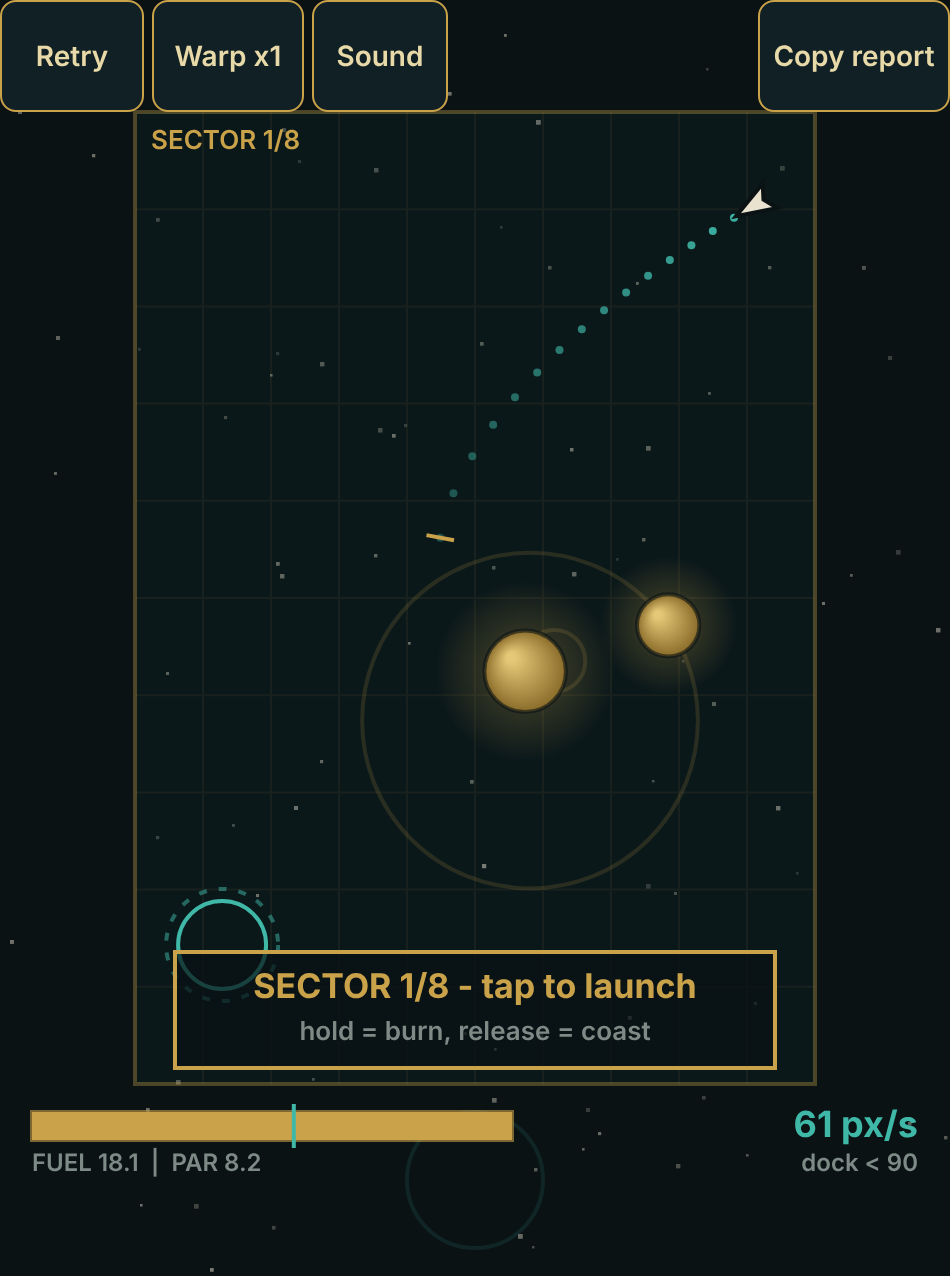 Retry
Warp x1
Sound
Copy report
SECTOR 1/8
SECTOR 1/8 - tap to launch
hold = burn, release = coast
61 px/s
FUEL 18.1 | PAR 8.2
dock < 90